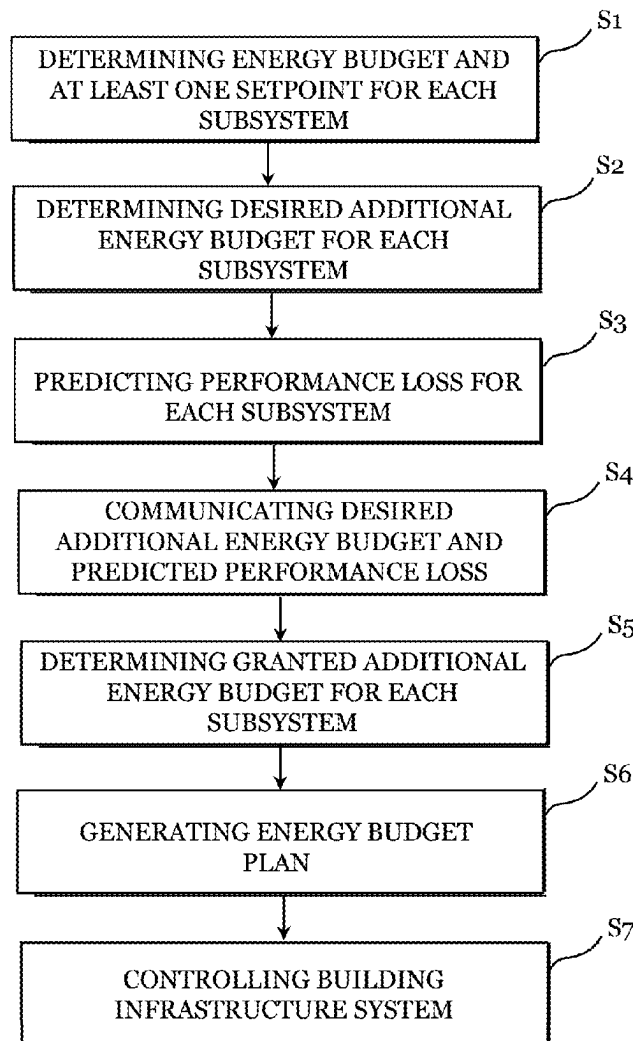 S1
DETERMINING ENERGY BUDGET AND
AT LEAST ONE SETPOINT FOR EACH
SUBSYSTEM
S2
DETERMINING DESIRED ADDITIONAL
ENERGY BUDGET FOR EACH
SUBSYSTEM
S3
PREDICTING PERFORMANCE LOSS FOR
EACH SUBSYSTEM
S4
COMMUNICATING DESIRED
ADDITIONAL ENERGY BUDGET AND
PREDICTED PERFORMANCE LOSS
S5
DETERMINING GRANTED ADDITIONAL
ENERGY BUDGET FOR EACH
SUBSYSTEM
S6
GENERATING ENERGY BUDGET
PLAN
S7
CONTROLLING BUILDING
INFRASTRUCTURE SYSTEM